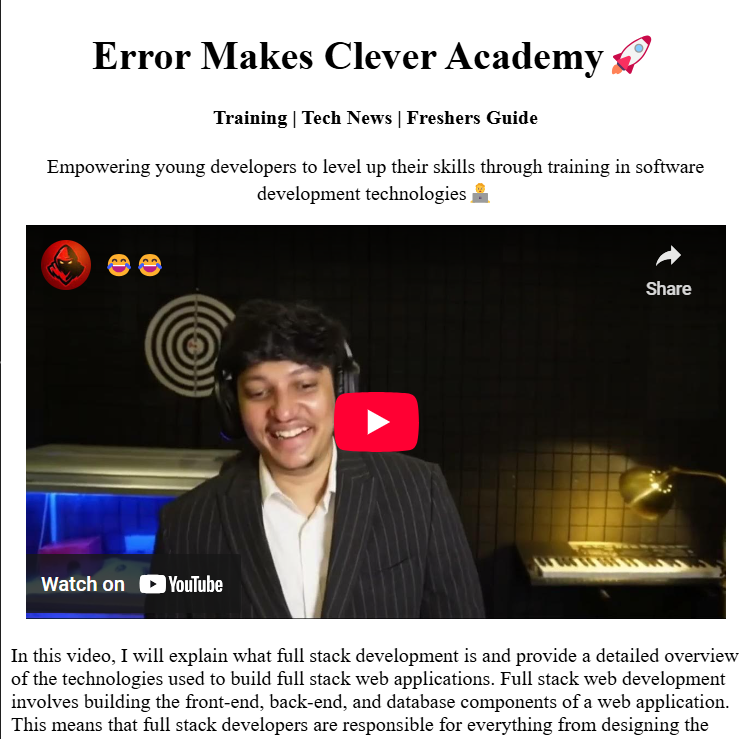 Error Makes Clever Academy🚀
Training | Tech News | Freshers Guide
Empowering young developers to level up their skills through training in software
development technologies👨‍💻
😂😂
Share
Watch on YouTube
In this video, I will explain what full stack development is and provide a detailed overview
of the technologies used to build full stack web applications. Full stack web development
involves building the front-end, back-end, and database components of a web application.
This means that full stack developers are responsible for everything from designing the